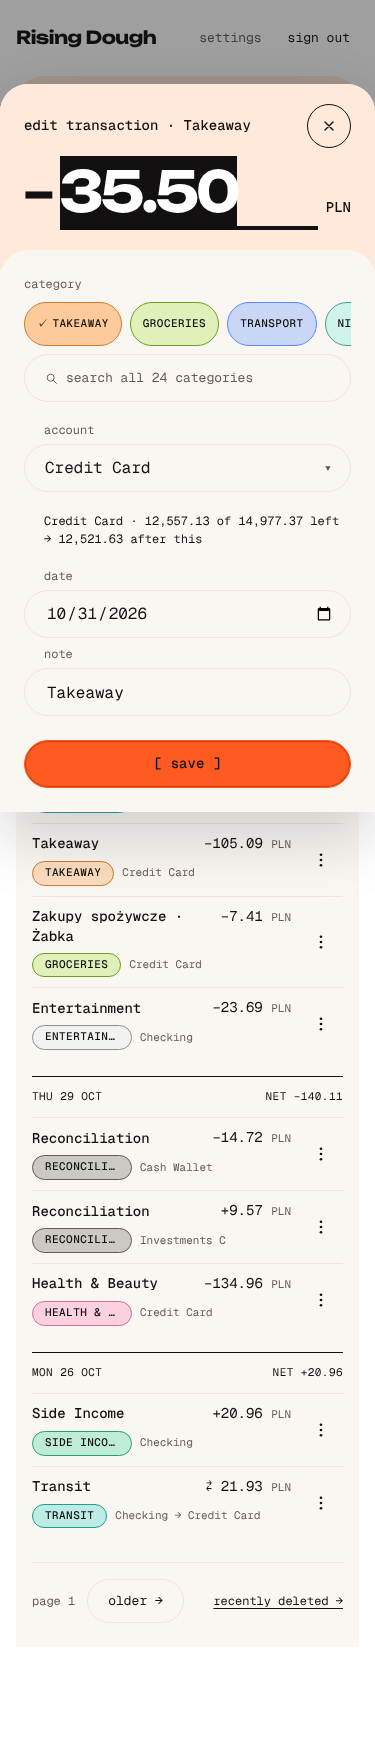 Rising Dough settings sign out
edit transaction · Takeaway ×
−35.50 PLN
category
✓ TAKEAWAY GROCERIES TRANSPORT
search all 24 categories
account
Credit Card ▾
Credit Card · 12,557.13 of 14,977.37 left
→ 12,521.63 after this
date
10/31/2026
note
Takeaway
[ save ]
Takeaway −105.09 PLN
TAKEAWAY Credit Card
Zakupy spożywcze · −7.41 PLN
Żabka
GROCERIES Credit Card
Entertainment −23.69 PLN
ENTERTAIN… Checking
THU 29 OCT NET −140.11
Reconciliation −14.72 PLN
RECONCILI… Cash Wallet
Reconciliation +9.57 PLN
RECONCILI… Investments C
Health & Beauty −134.96 PLN
HEALTH & … Credit Card
MON 26 OCT NET +20.96
Side Income +20.96 PLN
SIDE INCO… Checking
Transit ⇄ 21.93 PLN
TRANSIT Checking → Credit Card
page 1 older → recently deleted →